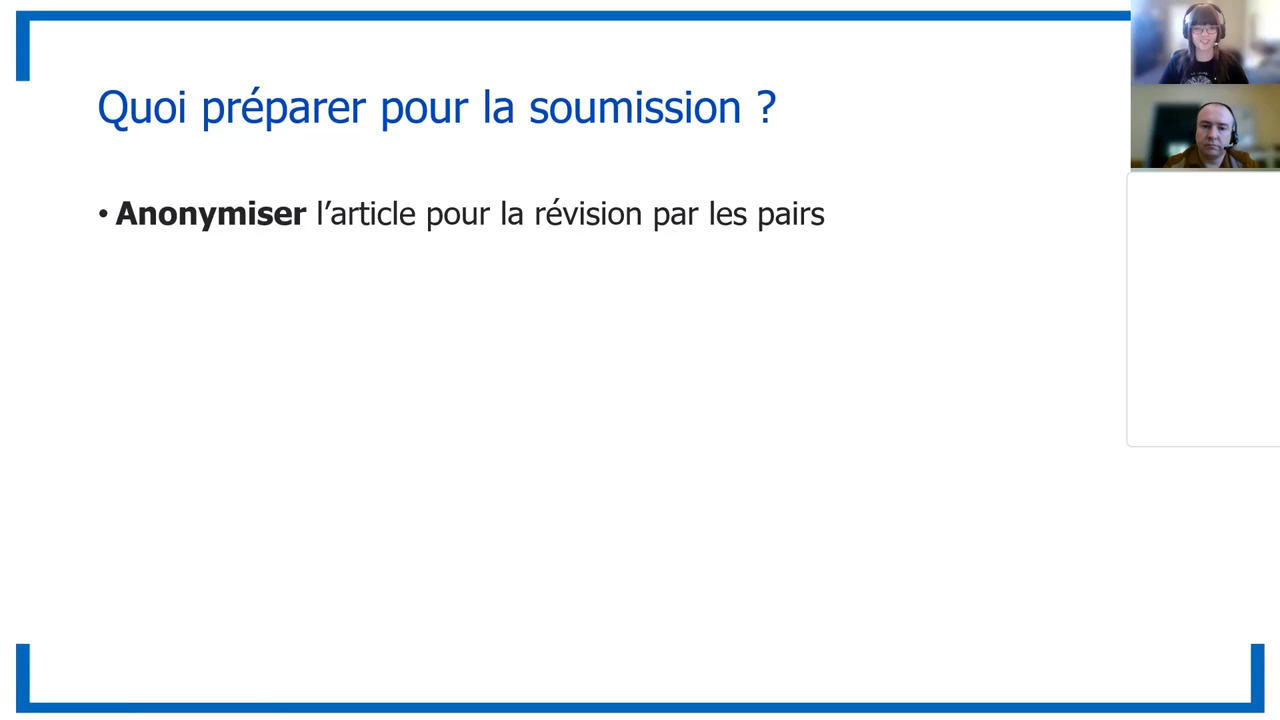 Quoi préparer pour la soumission ?
• Anonymiser l’article pour la révision par les pairs